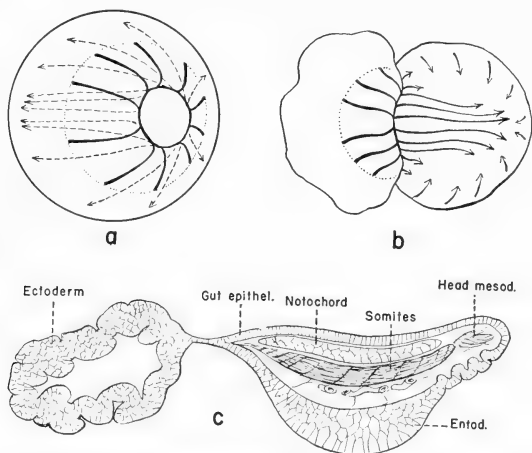 a
b
Ectoderm
Gut epithel.
Notochord
Somites
Head mesod.
c
Entod.